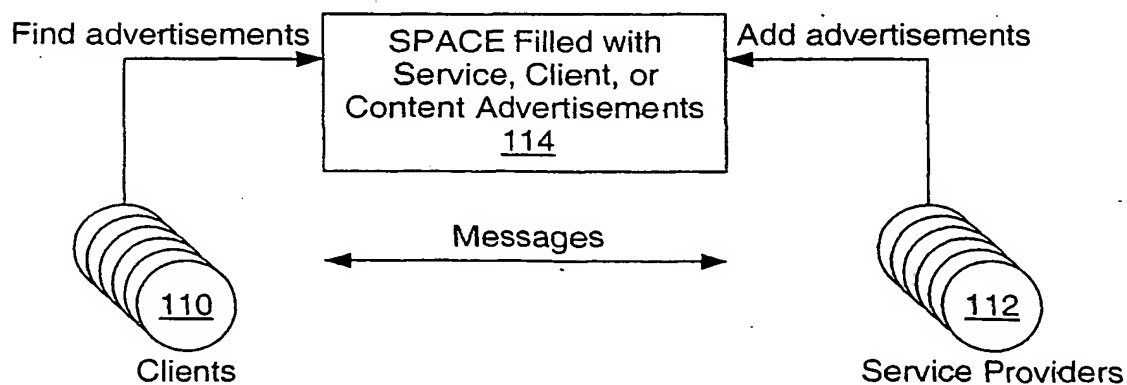 Find advertisements
SPACE Filled with
Service, Client, or
Content Advertisements
114
Add advertisements
Messages
110
Clients
112
Service Providers